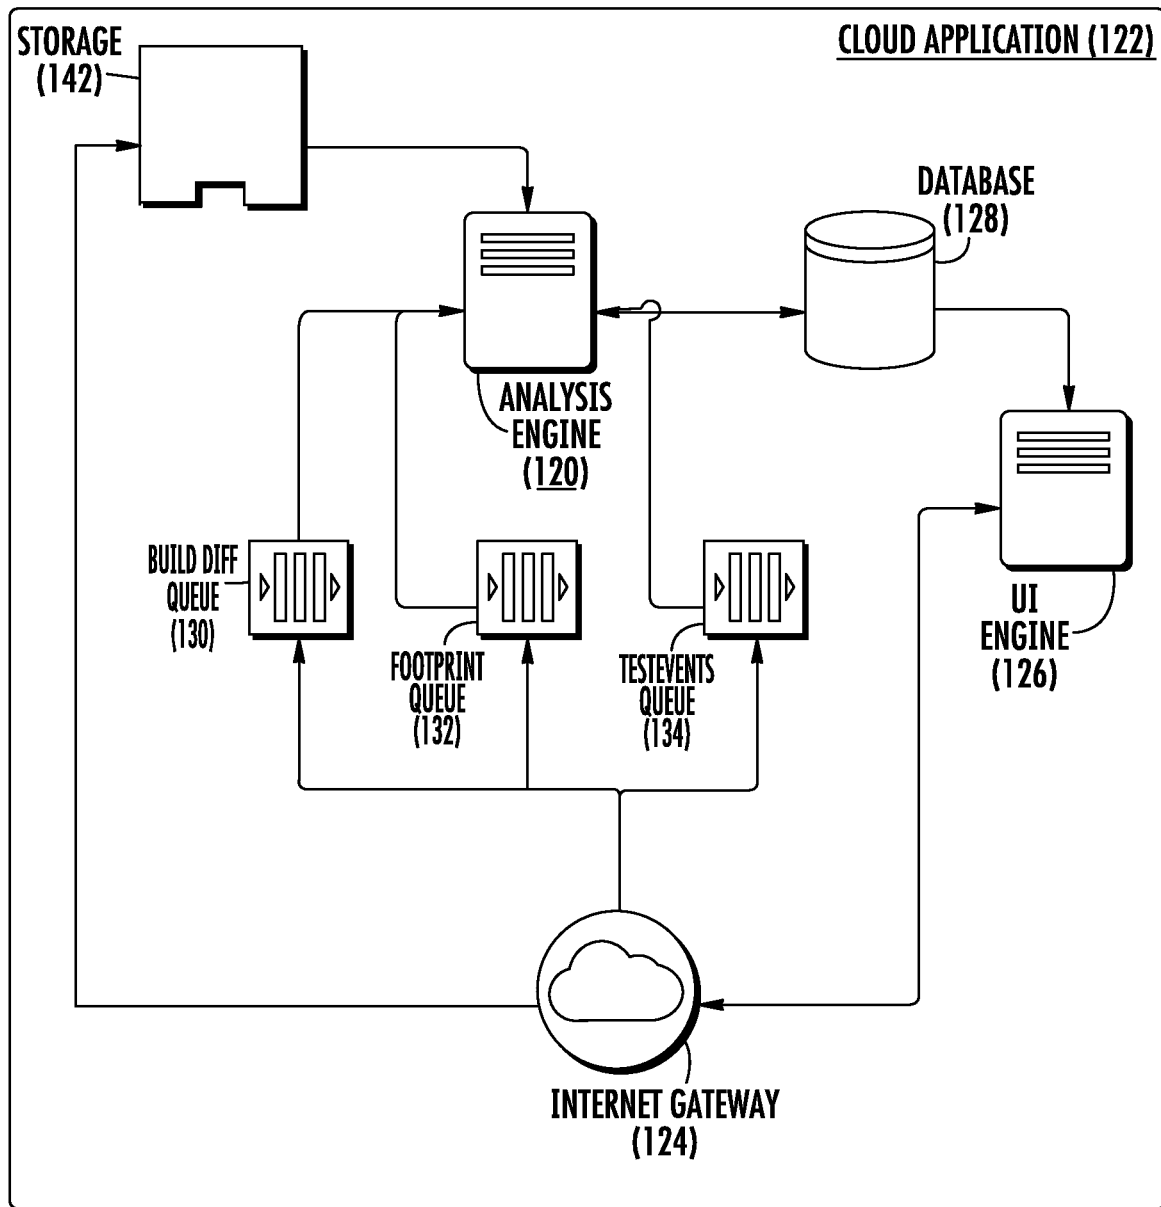 STORAGE
(142)
CLOUD APPLICATION (122)
DATABASE
(128)
ANALYSIS
ENGINE
(120)
BUILD DIFF
QUEUE
(130)
FOOTPRINT
QUEUE
(132)
TESTEVENTS
QUEUE
(134)
UI
ENGINE
(126)
INTERNET GATEWAY
(124)